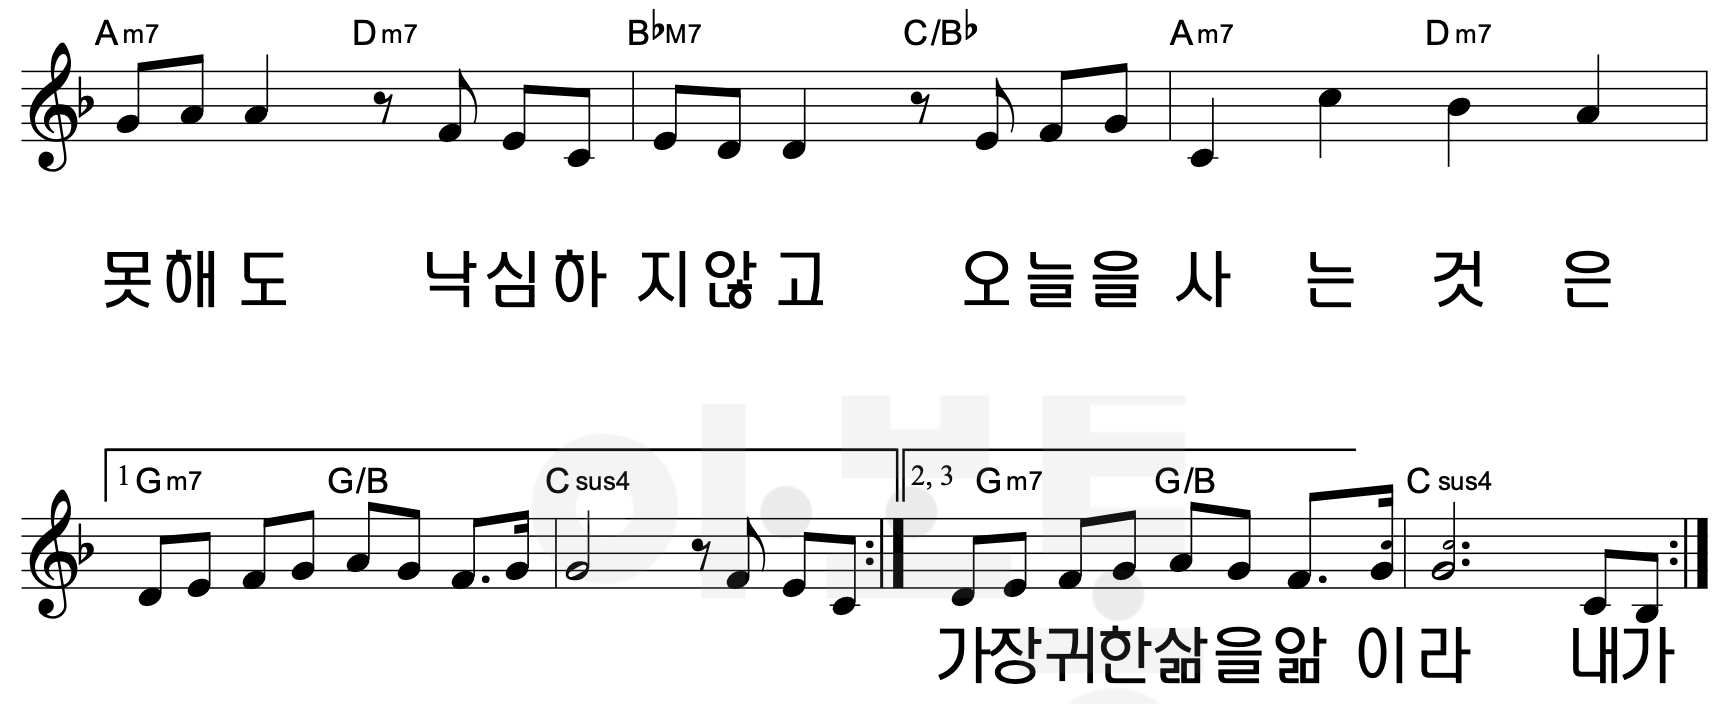 Am7 Dm7 B♭M7 C/B♭ Am7 Dm7
못해도 낙심하 지않고 오늘을 사 는 것 은
1 Gm7 G/B Csus4 2, 3 Gm7 G/B Csus4
가장귀한삶을앎 이라 내가